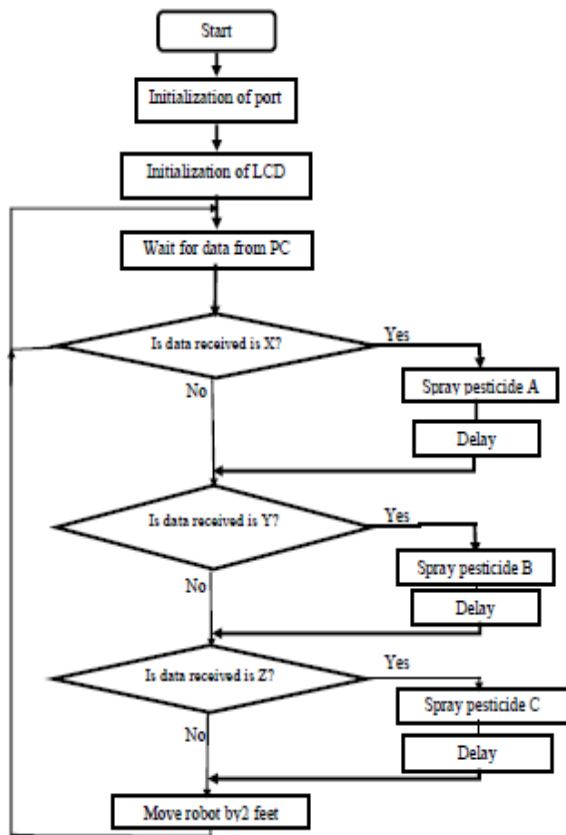 Start
Initialization of port
Initialization of LCD
Wait for data from PC
Is data received is X?
Yes
No
Spray pesticide A
Delay
Is data received is Y?
Yes
No
Spray pesticide B
Delay
Is data received is Z?
Yes
No
Spray pesticide C
Delay
Move robot by2 feet